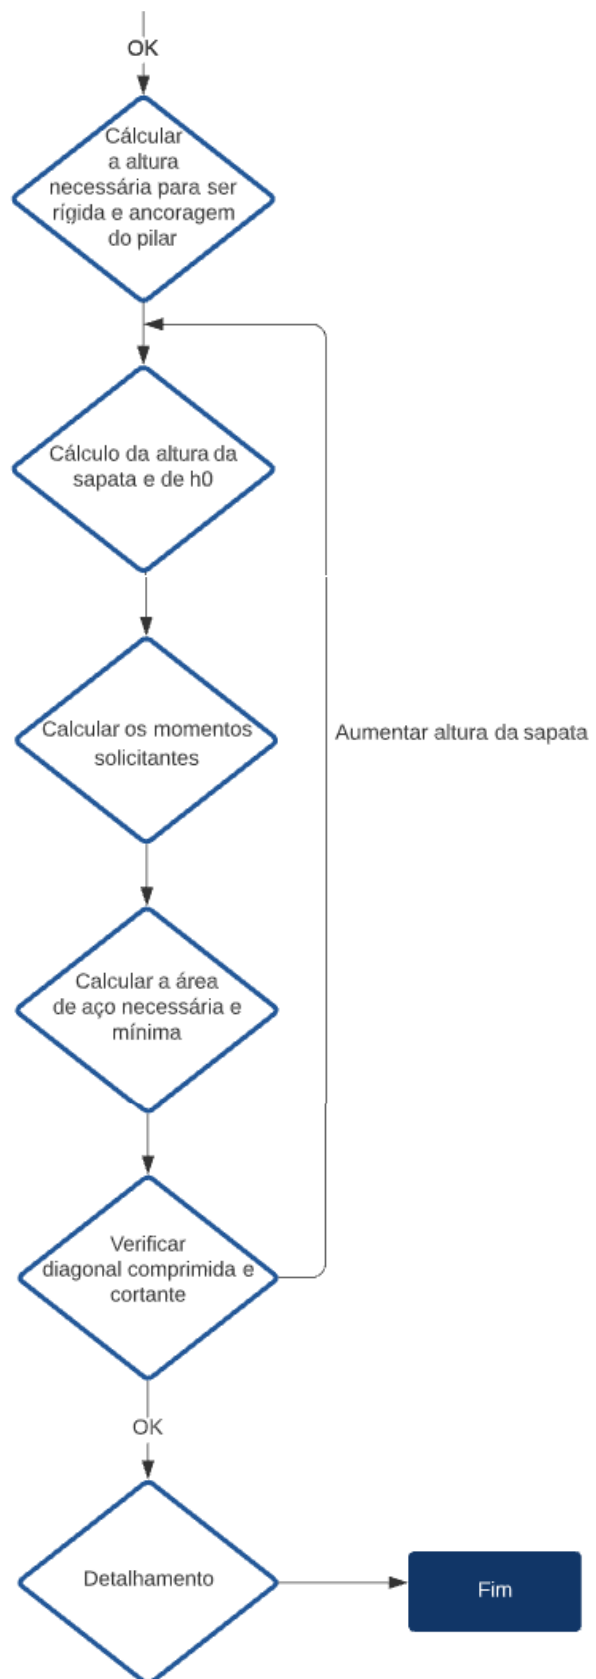 OK
Cálcular
a altura
necessária para ser
rígida e ancoragem
do pilar
Cálculo da altura da
sapata e de h0
Calcular os momentos
solicitantes
Aumentar altura da sapata
Calcular a área
de aço necessária e
mínima
Verificar
diagonal comprimida e
cortante
OK
Detalhamento
Fim